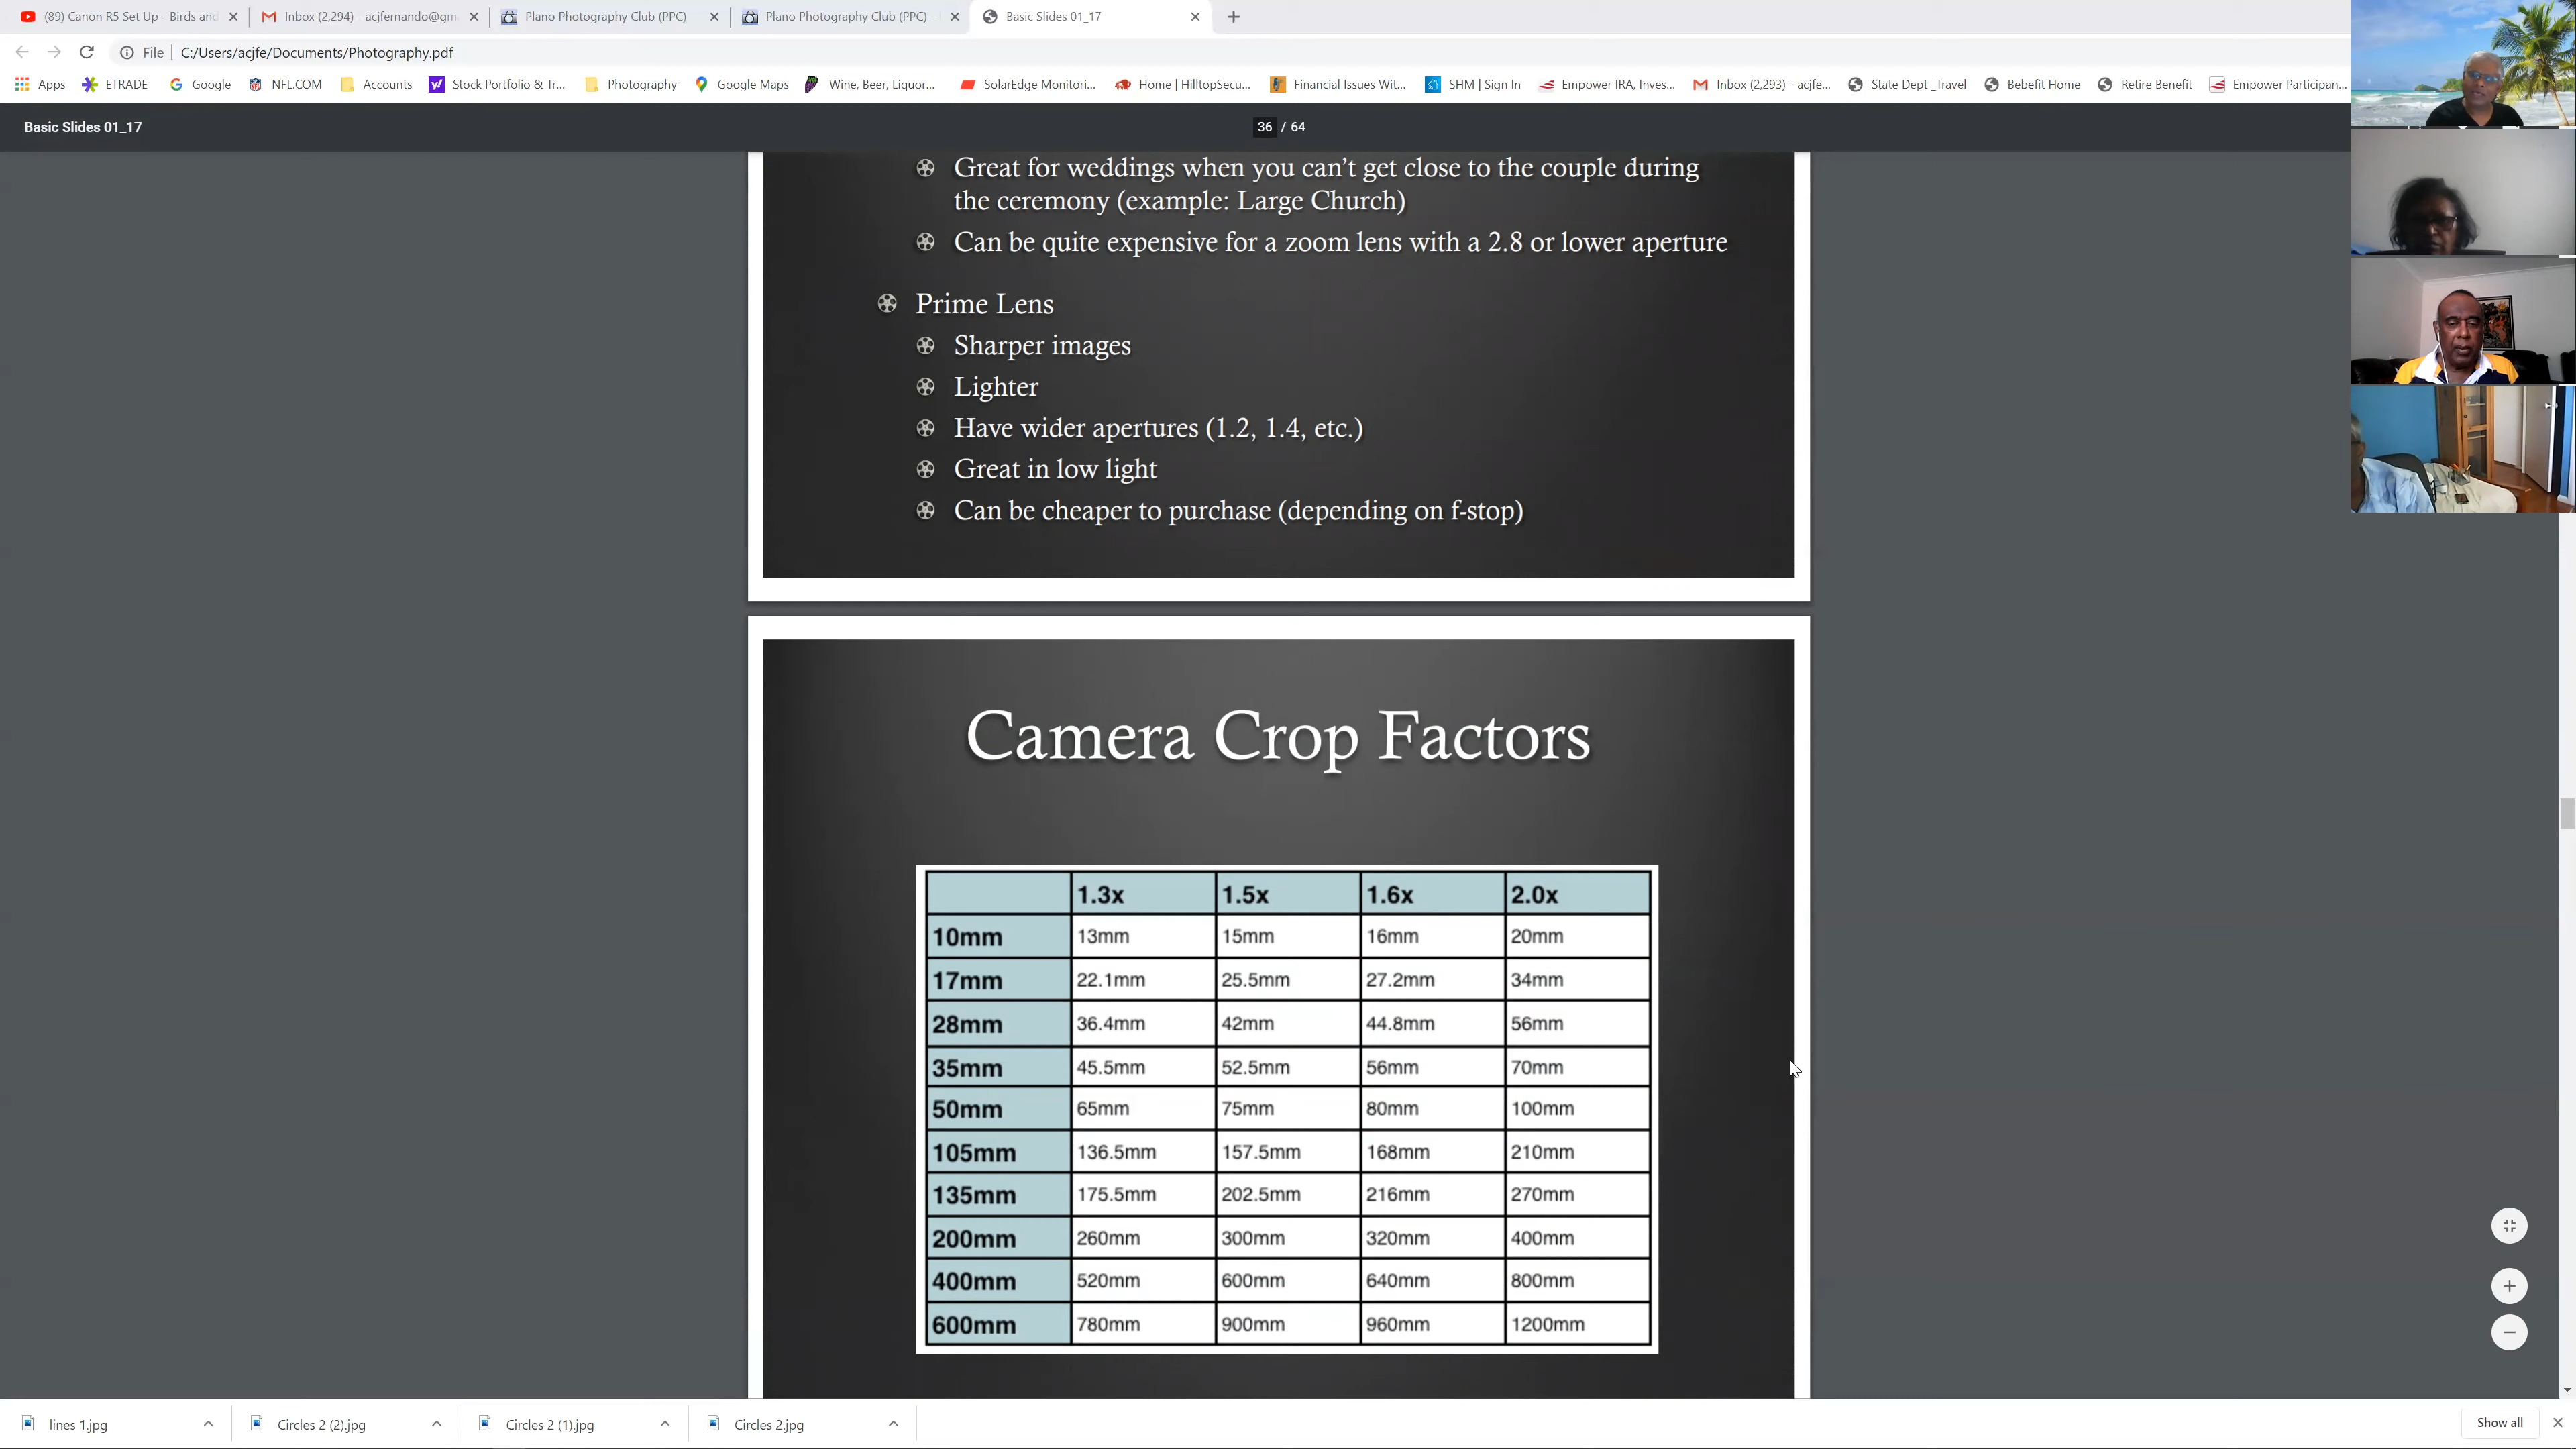 (89) Canon R5 Set Up - Birds and
Inbox (2,294) - acjfernando@gm
Plano Photography Club (PPC)
Plano Photography Club (PPC) -
Basic Slides 01_17
File | C:/Users/acjfe/Documents/Photography.pdf
Apps ETRADE Google NFL.COM Accounts Stock Portfolio & Tr... Photography Google Maps Wine, Beer, Liquor... SolarEdge Monitori... Home | HilltopSecu... Financial Issues Wit... SHM | Sign In Empower IRA, Inves... Inbox (2,293) - acjfe... State Dept _Travel Bebefit Home Retire Benefit Empower Participan...
Basic Slides 01_17
36 / 64
Great for weddings when you can't get close to the couple during
the ceremony (example: Large Church)
Can be quite expensive for a zoom lens with a 2.8 or lower aperture
Prime Lens
Sharper images
Lighter
Have wider apertures (1.2, 1.4, etc.)
Great in low light
Can be cheaper to purchase (depending on f-stop)
Camera Crop Factors
1.3x 1.5x 1.6x 2.0x
10mm 13mm 15mm 16mm 20mm
17mm 22.1mm 25.5mm 27.2mm 34mm
28mm 36.4mm 42mm 44.8mm 56mm
35mm 45.5mm 52.5mm 56mm 70mm
50mm 65mm 75mm 80mm 100mm
105mm 136.5mm 157.5mm 168mm 210mm
135mm 175.5mm 202.5mm 216mm 270mm
200mm 260mm 300mm 320mm 400mm
400mm 520mm 600mm 640mm 800mm
600mm 780mm 900mm 960mm 1200mm
lines 1.jpg
Circles 2 (2).jpg
Circles 2 (1).jpg
Circles 2.jpg
Show all